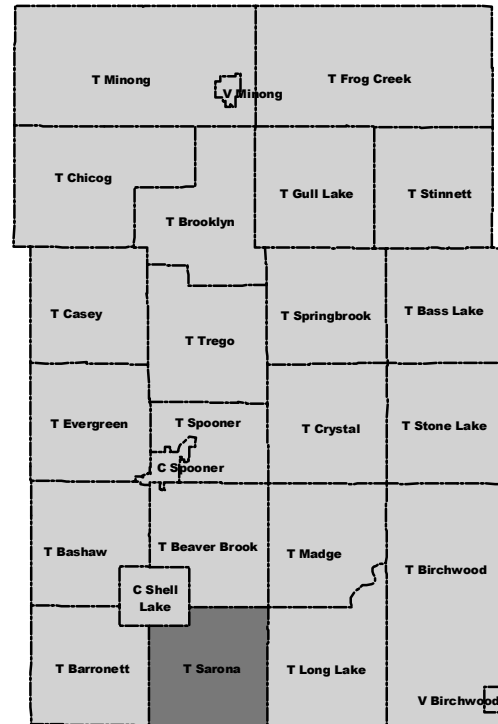 T Minong
T Frog Creek
V Minong
T Chicog
T Gull Lake
T Stinnett
T Brooklyn
T Casey
T Springbrook
T Bass Lake
T Trego
T Evergreen
T Spooner
T Crystal
T Stone Lake
C Spooner
T Bashaw
T Beaver Brook
T Madge
T Birchwood
C Shell
Lake
T Barronett
T Sarona
T Long Lake
V Birchwood